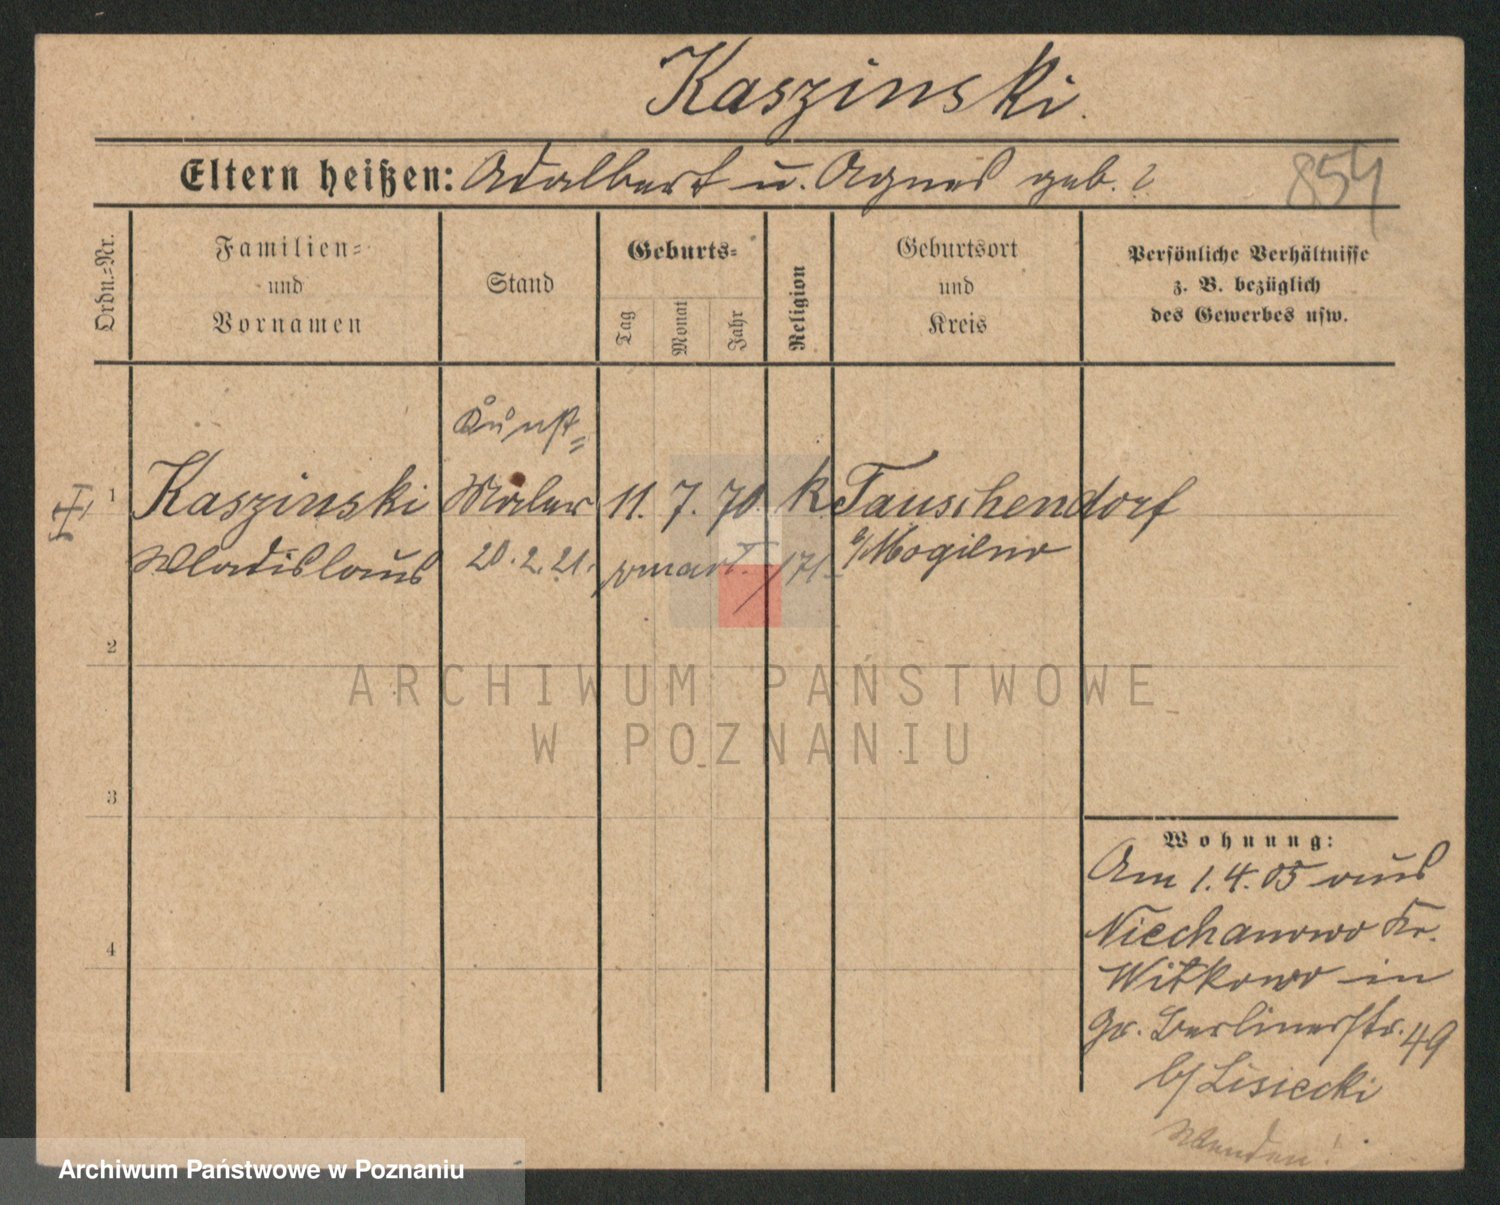 Kaszinski.
Eltern heißen: Adalbert u. Agnes geb. ?
854
Ordn.=Nr.
Familien=
und
Vornamen
Stand
Geburts=
Tag
Monat
Jahr
Religion
Geburtsort
und
Kreis
Persönliche Verhältnisse
z. B. bezüglich
des Gewerbes usw.
Kunst=
1 Kaszinski Maler 11. 7. 70. k. Tauschendorf
Wladislaus 20.2.21. /71 Mogilno
2
ARCHIWUM PAŃSTWOWE
W POZNANIU
3
Wohnung:
Am 1.4.05 aus
Niechanowo Kr.
4
Witkowo in
Gr. Berlinerstr. 49
b/ Lisiecki
Wenden!
Archiwum Państwowe w Poznaniu